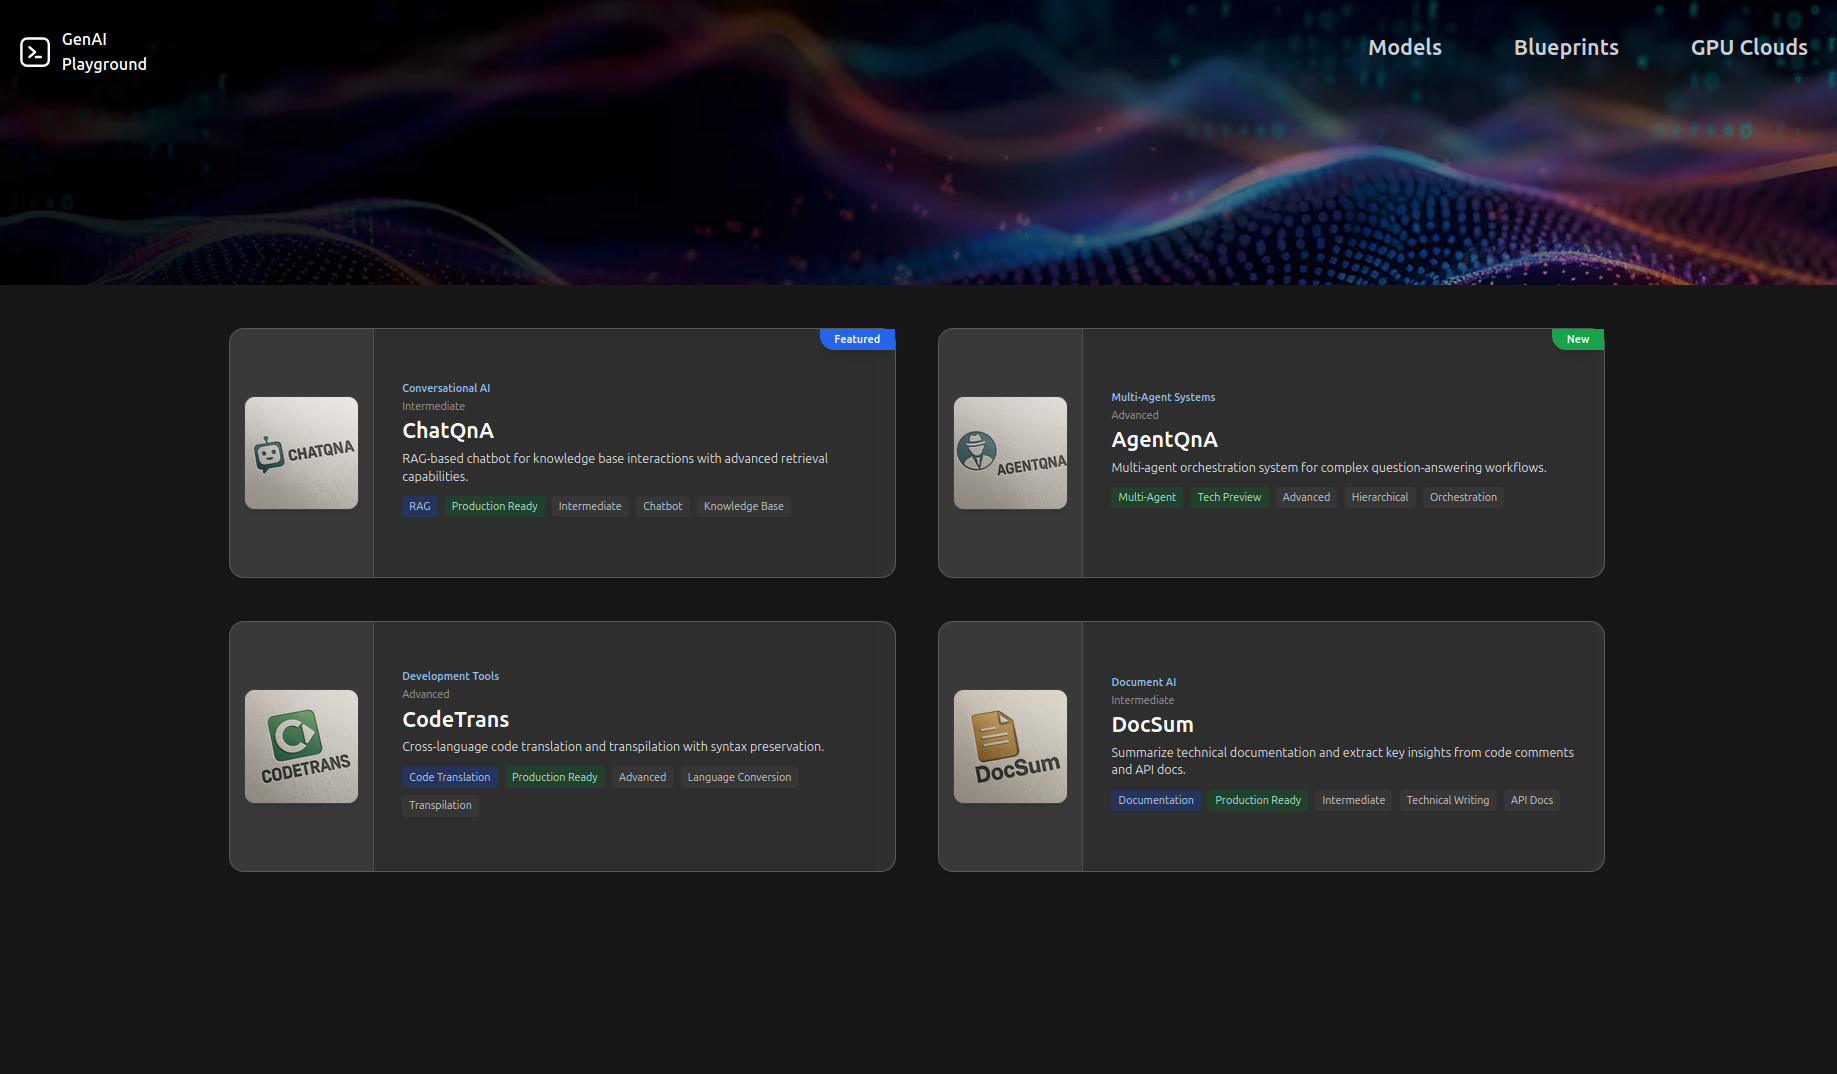 GenAI
Playground
Models
Blueprints
GPU Clouds
Featured
Conversational AI
Intermediate
ChatQnA
RAG-based chatbot for knowledge base interactions with advanced retrieval
capabilities.
RAG
Production Ready
Intermediate
Chatbot
Knowledge Base
CHATQNA
New
Multi-Agent Systems
Advanced
AgentQnA
Multi-agent orchestration system for complex question-answering workflows.
Multi-Agent
Tech Preview
Advanced
Hierarchical
Orchestration
AGENTQNA
Development Tools
Advanced
CodeTrans
Cross-language code translation and transpilation with syntax preservation.
Code Translation
Production Ready
Advanced
Language Conversion
Transpilation
CODETRANS
Document AI
Intermediate
DocSum
Summarize technical documentation and extract key insights from code comments
and API docs.
Documentation
Production Ready
Intermediate
Technical Writing
API Docs
DocSum